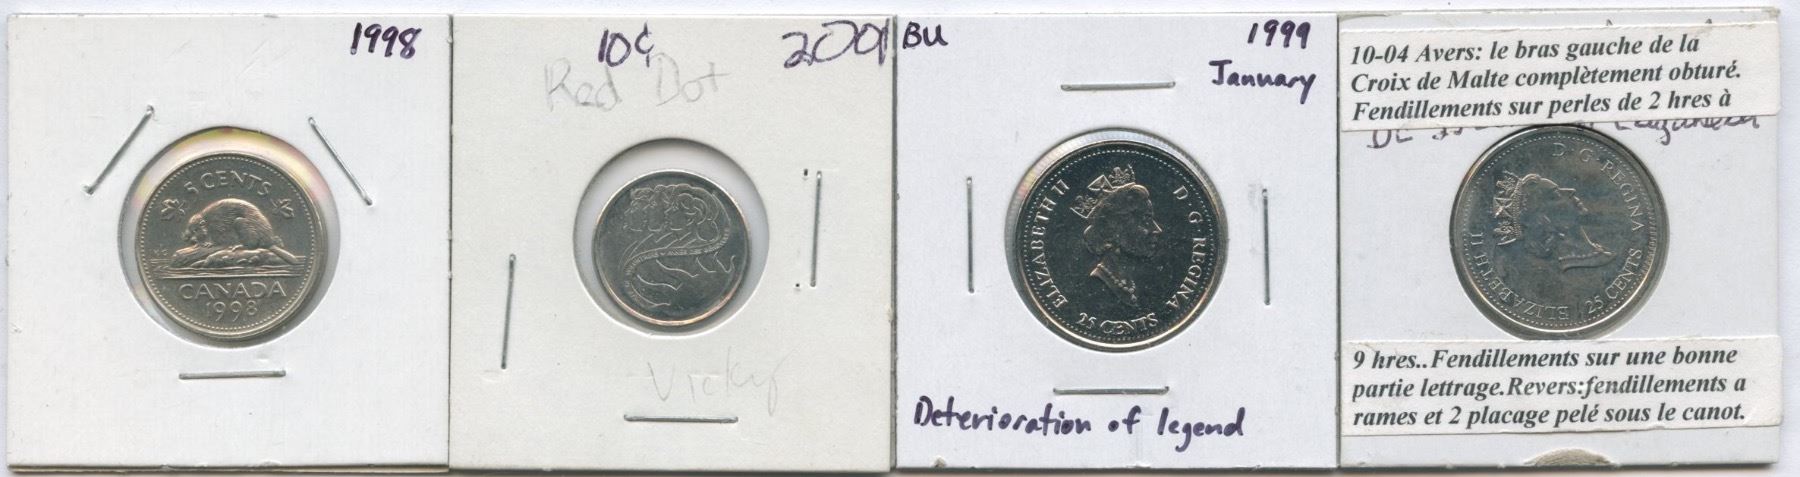 1998
5 CENTS
CANADA
1998
10¢
2001
Red Dot
Vicky
BU
1999
January
ELIZABETH II
D·G·REGINA
25 CENTS
Deterioration of legend
10-04 Avers: le bras gauche de la
Croix de Malte complètement obturé.
Fendillements sur perles de 2 hres à
ELIZABETH II
D·G·REGINA
25 CENTS
9 hres..Fendillements sur une bonne
partie lettrage.Revers:fendillements a
rames et 2 placage pelé sous le canot.